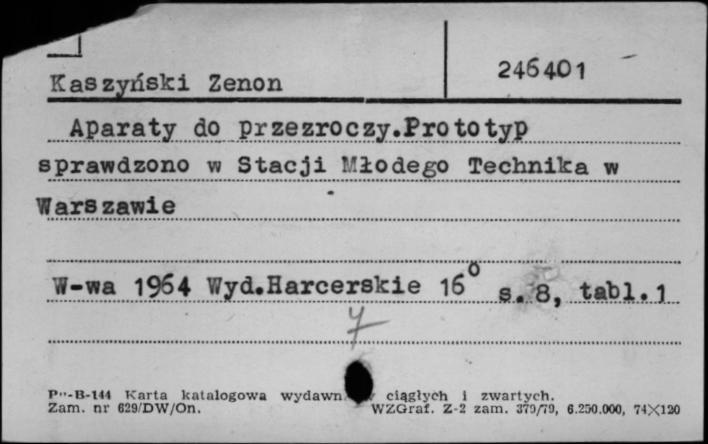 246401
Kaszyński Zenon
Aparaty do przezroczy.Prototyp
sprawdzono w Stacji Młodego Technika w
Warszawie
W-wa 1964 Wyd.Harcerskie 16° s.8, tabl.1
7
-B-144 Karta katalogowa wydawn. ciągłych i zwartych.
Zam. nr 629/DW/On. WZGraf. Z-2 zam. 379/79, 6.250.000, 74×120